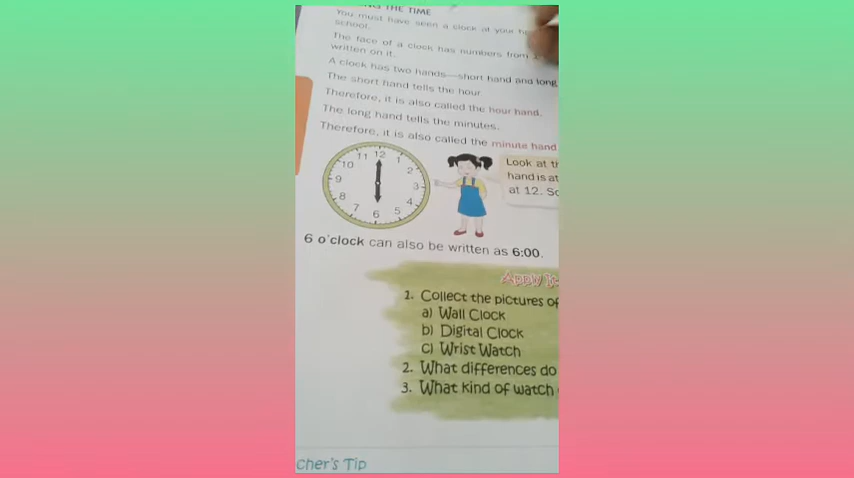 THE TIME
You must have seen a clock at your
school.
The face of a clock has numbers from
written on it.
A clock has two hands—short hand and long
The short hand tells the hour.
Therefore, it is also called the hour hand.
The long hand tells the minutes.
Therefore, it is also called the minute hand
12
11
1
10
2
9
3
8
4
7
5
6
Look at
hand is at
at 12.
6 o'clock can also be written as 6:00.
Apply
1. Collect the pictures of
a) Wall Clock
b) Digital Clock
c) Wrist Watch
2. What differences do
3. What kind of watch
cher's Tip